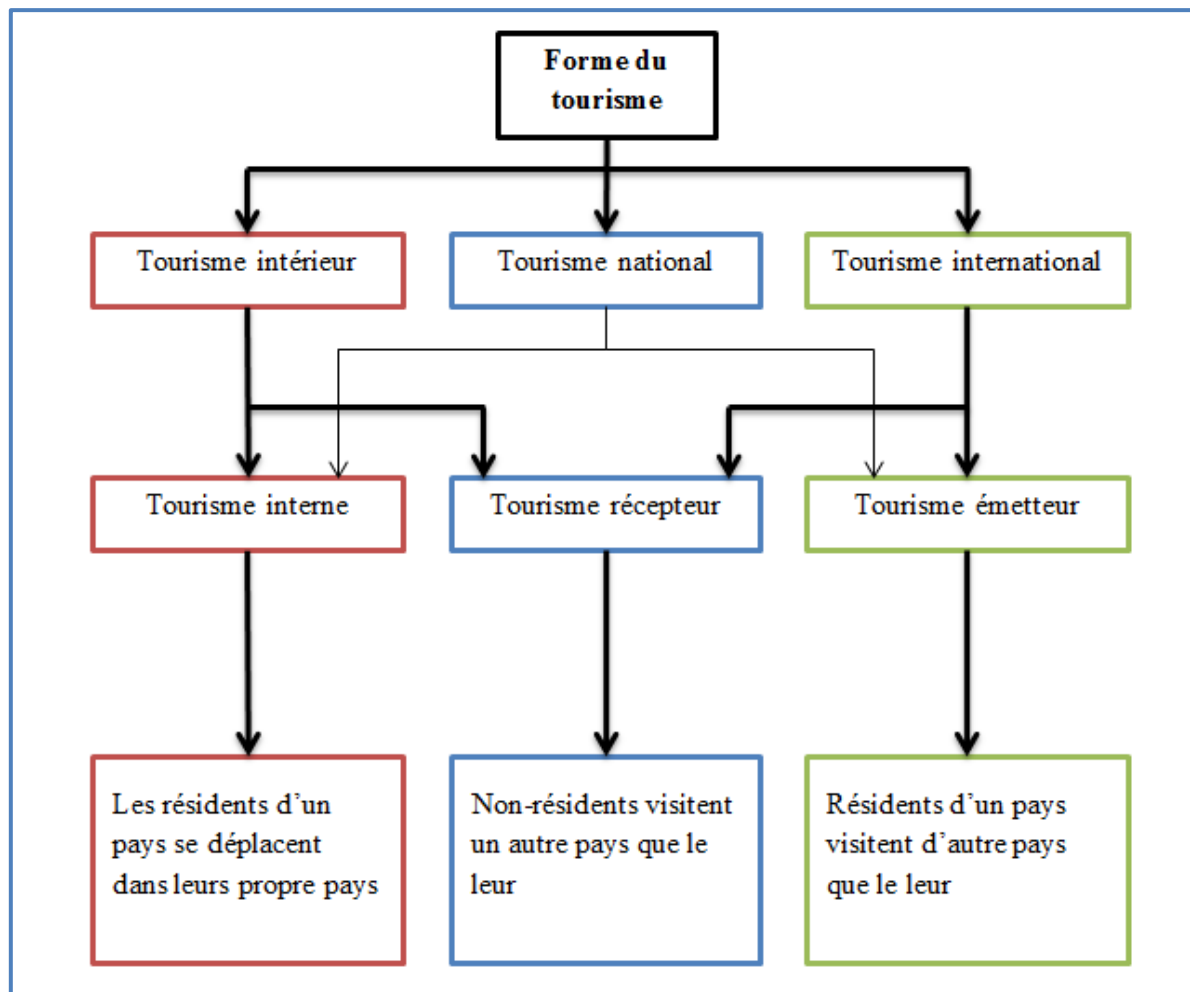 Forme du
tourisme
Tourisme intérieur
Tourisme national
Tourisme international
Tourisme interne
Tourisme récepteur
Tourisme émetteur
Les résidents d’un
pays se déplacent
dans leurs propre pays
Non-résidents visitent
un autre pays que le
leur
Résidents d’un pays
visitent d’autre pays
que le leur